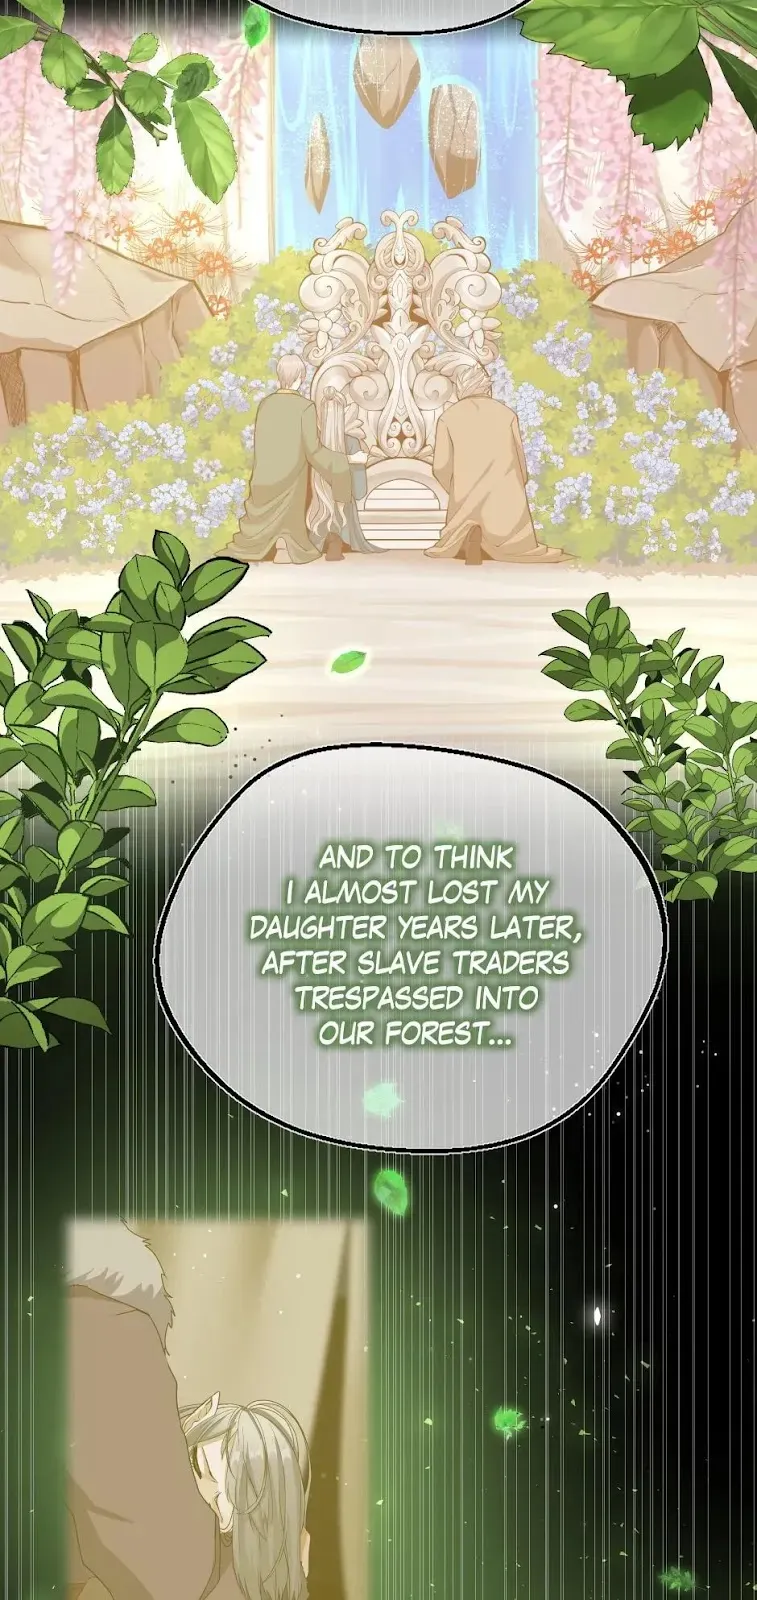 AND TO THINK
I ALMOST LOST MY
DAUGHTER YEARS LATER,
AFTER SLAVE TRADERS
TRESPASSED INTO
OUR FOREST...